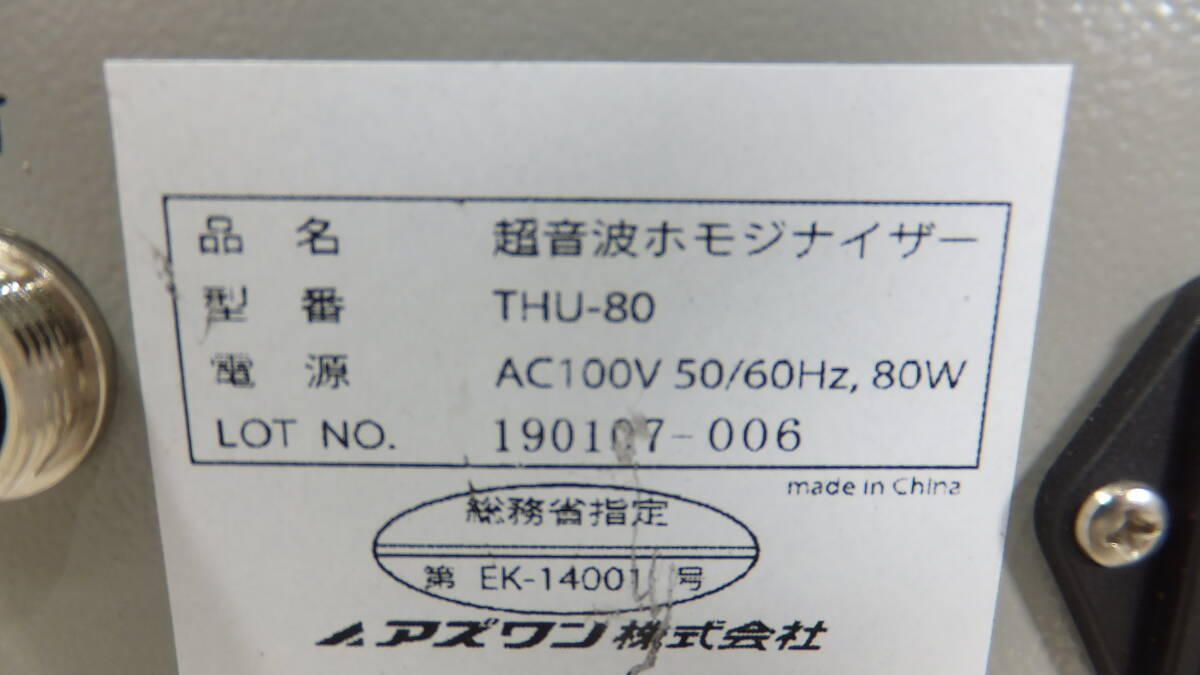 品 名 超音波ホモジナイザー
型 番 THU-80
電 源 AC100V 50/60Hz, 80W
LOT NO. 190107-006
made in China
総務省指定
第 EK-14001 号
アズワン株式会社